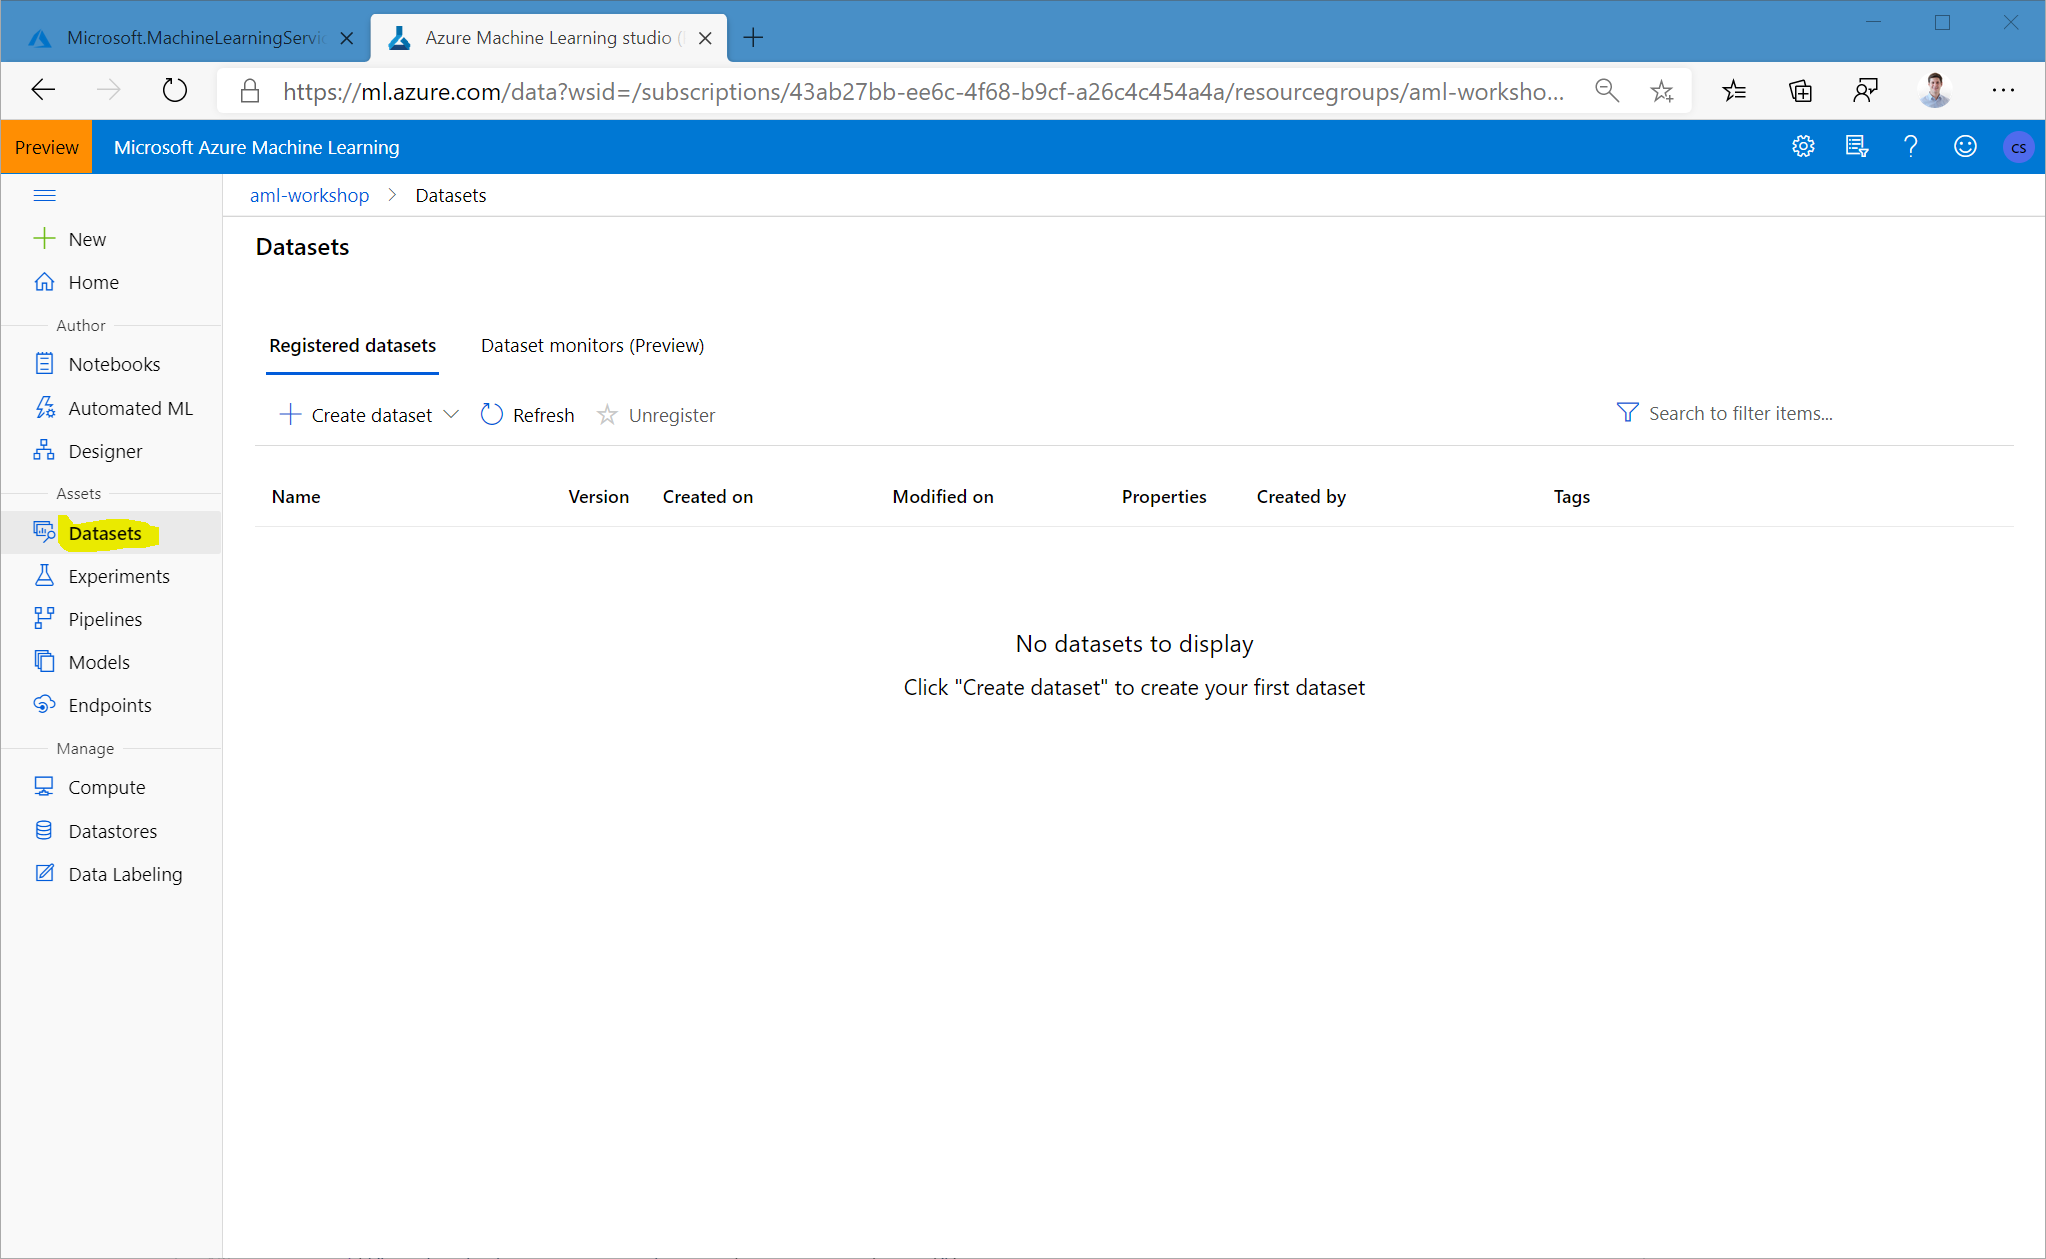 Microsoft.MachineLearningServi
Azure Machine Learning studio (
https://ml.azure.com/data?wsid=/subscriptions/43ab27bb-ee6c-4f68-b9cf-a26c4c454a4a/resourcegroups/aml-worksho...
Preview
Microsoft Azure Machine Learning
CS
aml-workshop > Datasets
New
Home
Author
Notebooks
Automated ML
Designer
Assets
Datasets
Experiments
Pipelines
Models
Endpoints
Manage
Compute
Datastores
Data Labeling
Datasets
Registered datasets Dataset monitors (Preview)
Create dataset Refresh Unregister Search to filter items...
Name Version Created on Modified on Properties Created by Tags
No datasets to display
Click "Create dataset" to create your first dataset